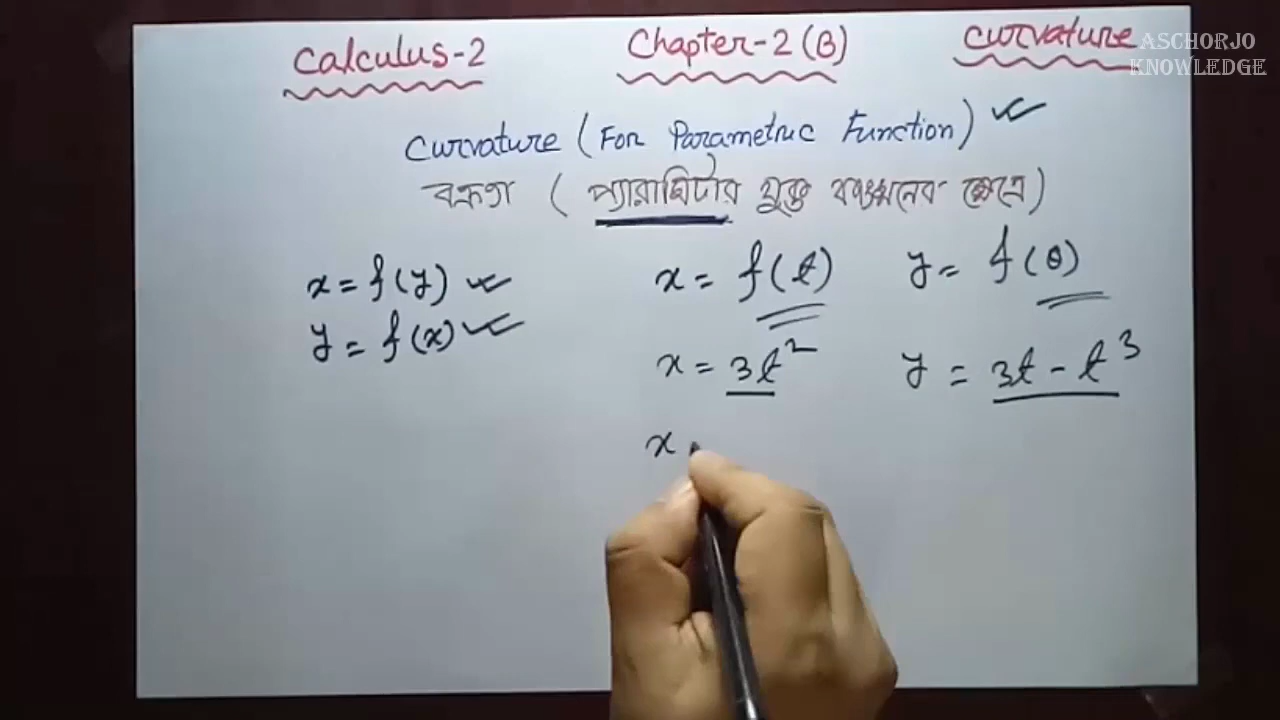 Calculus-2 Chapter-2 (B) Curvature
ASCHORJO
KNOWLEDGE
Curvature (For Parametric Function)
বক্রতা ( প্যারামিটার যুক্ত ফাংশনের ক্ষেত্রে )
x = f(y) x = f(t) y = f(θ)
y = f(x)
x = 3t² y = 3t - t³
x